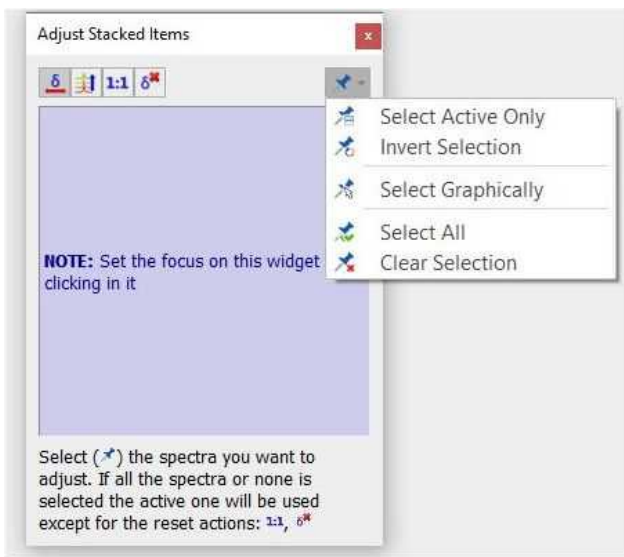 Adjust Stacked Items
x
δ 1:1 δ
Select Active Only
Invert Selection
Select Graphically
Select All
Clear Selection
NOTE: Set the focus on this widget
clicking in it
Select ( ) the spectra you want to
adjust. If all the spectra or none is
selected the active one will be used
except for the reset actions: 1:1, δ